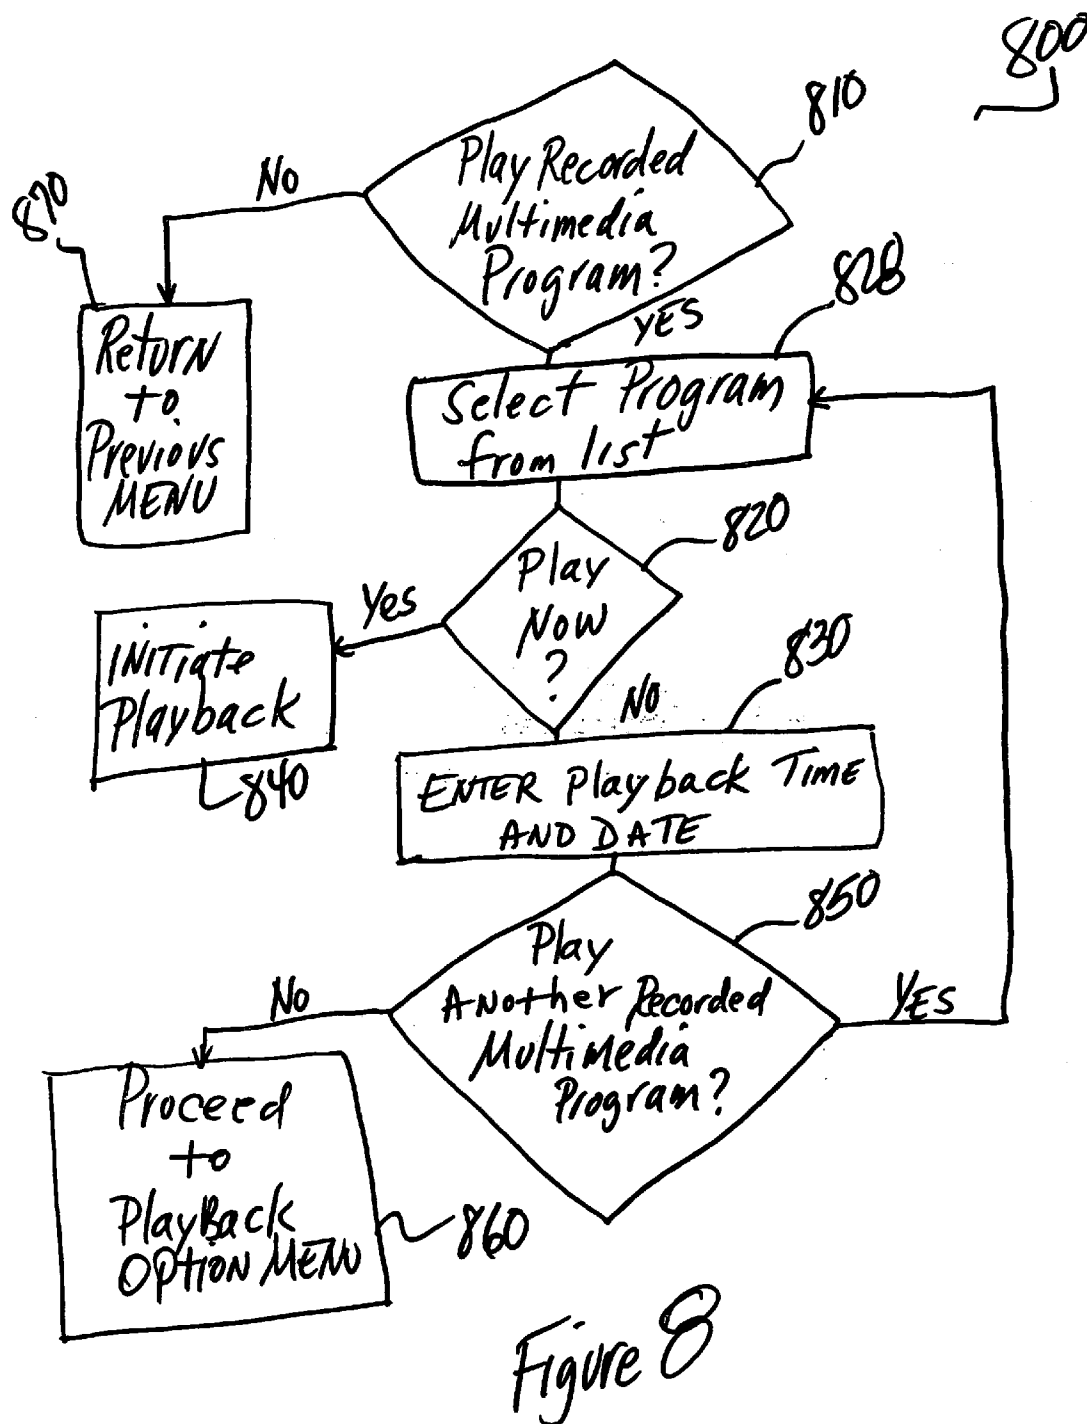 800
810
Play Recorded
Multimedia
Program?
No
870
YES
828
Return
to
Previous
MENU
Select Program
from list
820
Play
NOW
?
Yes
INITiate
Playback
840
No
830
ENTER Playback TIME
AND DATE
850
Play
ANother Recorded
Multimedia
Program?
No
YES
Proceed
to
PlayBack
OPTION MENU
860
Figure 8